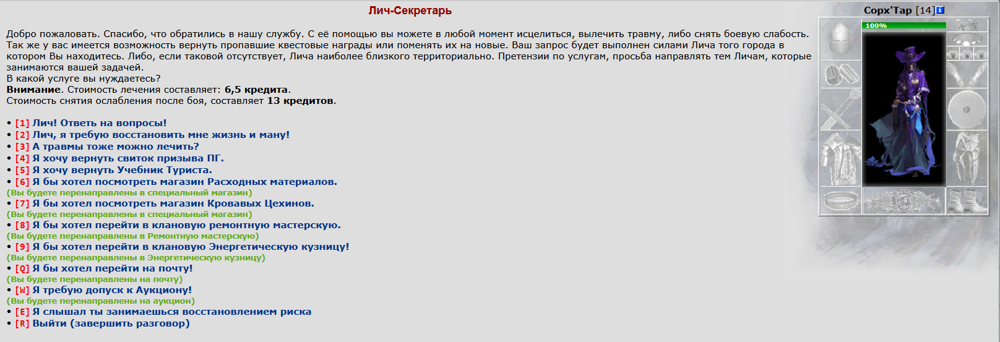 Лич-Секретарь
Сорх'Тар [14]
100%
Добро пожаловать. Спасибо, что обратились в нашу службу. С её помощью вы можете в любой момент исцелиться, вылечить травму, либо снять боевую слабость.
Так же у вас имеется возможность вернуть пропавшие квестовые награды или поменять их на новые. Ваш запрос будет выполнен силами Лича того города в
котором Вы находитесь. Либо, если таковой отсутствует, Лича наиболее близкого территориально. Претензии по услугам, просьба направлять тем Личам, которые
занимаются вашей задачей.
В какой услуге вы нуждаетесь?
Внимание. Стоимость лечения составляет: 6,5 кредита.
Стоимость снятия ослабления после боя, составляет 13 кредитов.
• [1] Лич! Ответь на вопросы!
• [2] Лич, я требую восстановить мне жизнь и ману!
• [3] А травмы тоже можно лечить?
• [4] Я хочу вернуть свиток призыва ПГ.
• [5] Я хочу вернуть Учебник Туриста.
• [6] Я бы хотел посмотреть магазин Расходных материалов.
(Вы будете перенаправлены в специальный магазин)
• [7] Я бы хотел посмотреть магазин Кровавых Цехинов.
(Вы будете перенаправлены в специальный магазин)
• [8] Я бы хотел перейти в клановую ремонтную мастерскую.
(Вы будете перенаправлены в Ремонтную мастерскую)
• [9] Я бы хотел перейти в клановую Энергетическую кузницу!
(Вы будете перенаправлены в Энергетическую кузницу)
• [Q] Я бы хотел перейти на почту!
(Вы будете перенаправлены на почту)
• [W] Я требую допуск к Аукциону!
(Вы будете перенаправлены на аукцион)
• [E] Я слышал ты занимаешься восстановлением риска
• [R] Выйти (завершить разговор)